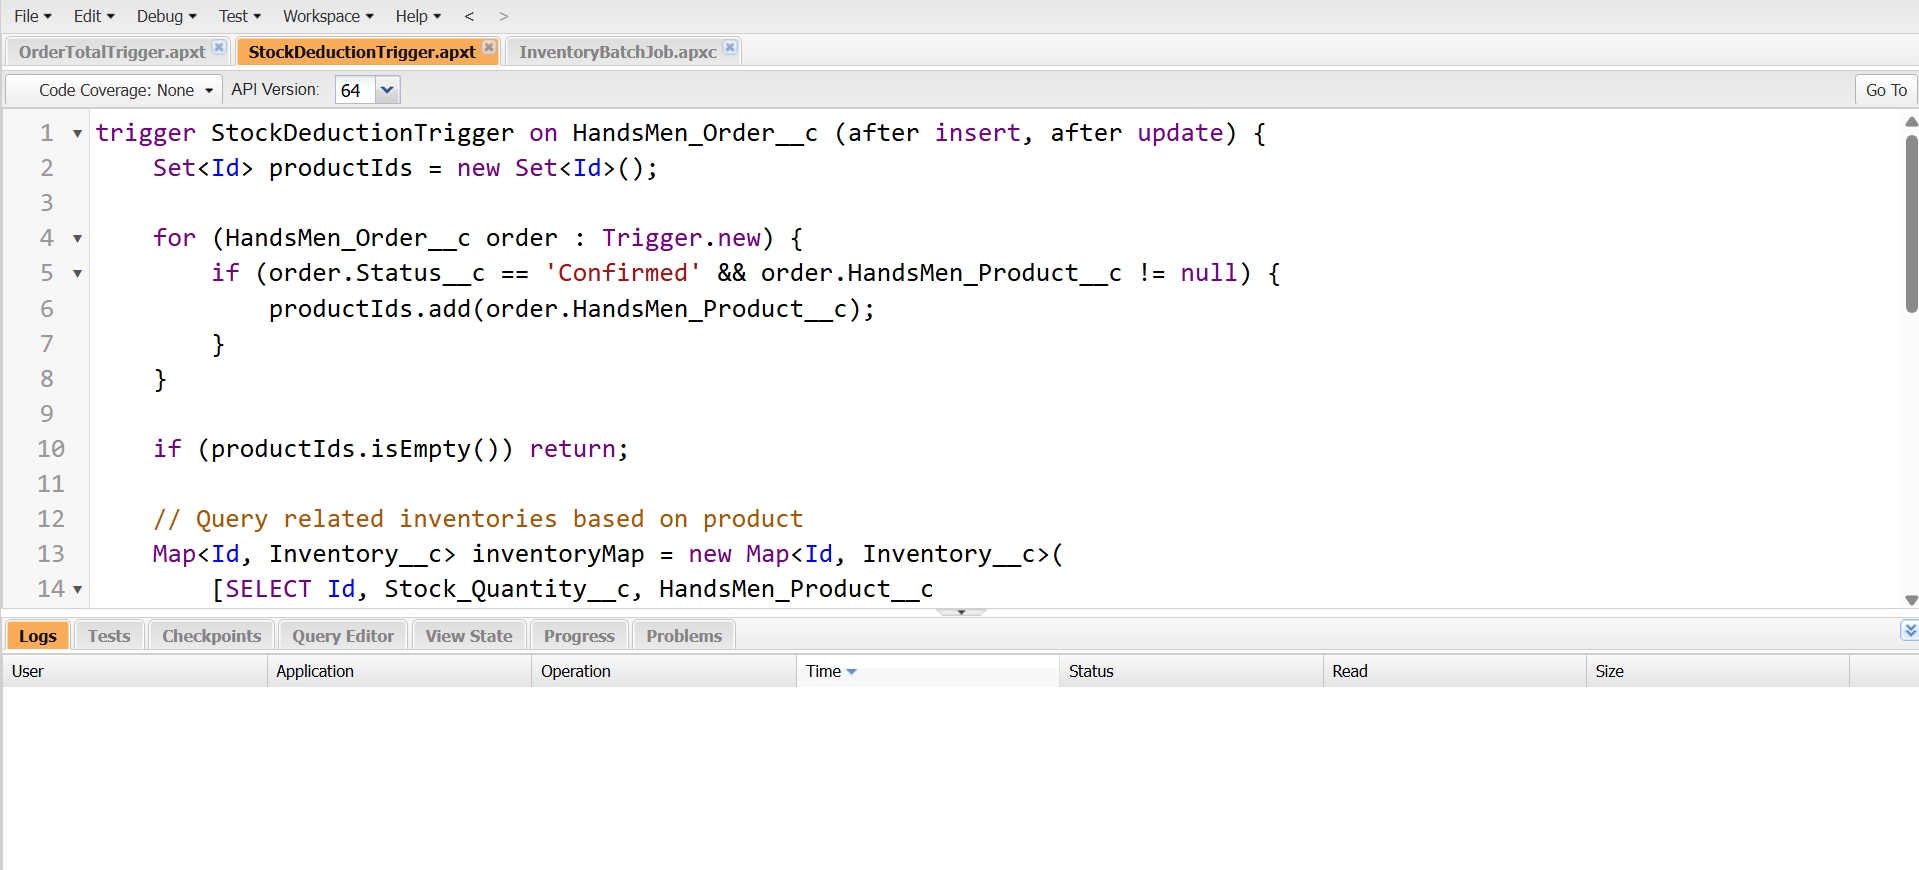 File Edit Debug Test Workspace Help < >
OrderTotalTrigger.apxt StockDeductionTrigger.apxt InventoryBatchJob.apxc
Code Coverage: None API Version: 64 Go To
1 trigger StockDeductionTrigger on HandsMen_Order__c (after insert, after update) {
2 Set<Id> productIds = new Set<Id>();
3
4 for (HandsMen_Order__c order : Trigger.new) {
5 if (order.Status__c == 'Confirmed' && order.HandsMen_Product__c != null) {
6 productIds.add(order.HandsMen_Product__c);
7 }
8 }
9
10 if (productIds.isEmpty()) return;
11
12 // Query related inventories based on product
13 Map<Id, Inventory__c> inventoryMap = new Map<Id, Inventory__c>(
14 [SELECT Id, Stock_Quantity__c, HandsMen_Product__c
Logs Tests Checkpoints Query Editor View State Progress Problems
User Application Operation Time Status Read Size